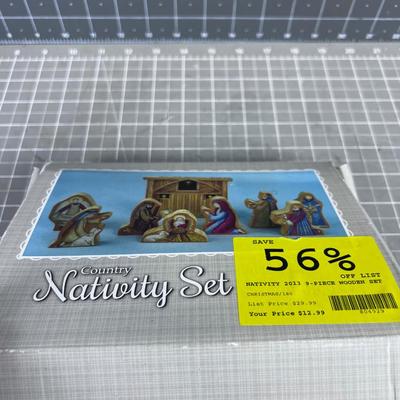 Country
Nativity Set
SAVE
56%
OFF LIST
NATIVITY 2013 9-PIECE WOODEN SET
CHRISTMAS/180
List Price $29.99
Your Price $12.99
804929